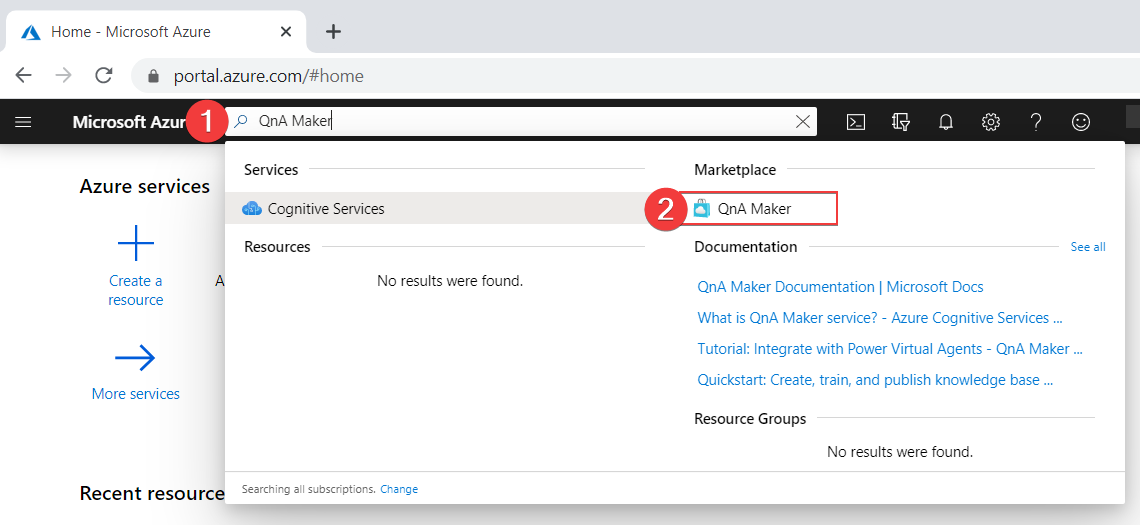 Home - Microsoft Azure
portal.azure.com/#home
Microsoft Azur
1
QnA Maker
Services
Marketplace
Azure services
Cognitive Services
2
QnA Maker
Resources
Documentation
See all
Create a
resource
A
No results were found.
QnA Maker Documentation | Microsoft Docs
What is QnA Maker service? - Azure Cognitive Services ...
Tutorial: Integrate with Power Virtual Agents - QnA Maker ...
Quickstart: Create, train, and publish knowledge base ...
More services
Resource Groups
No results were found.
Searching all subscriptions. Change
Recent resource